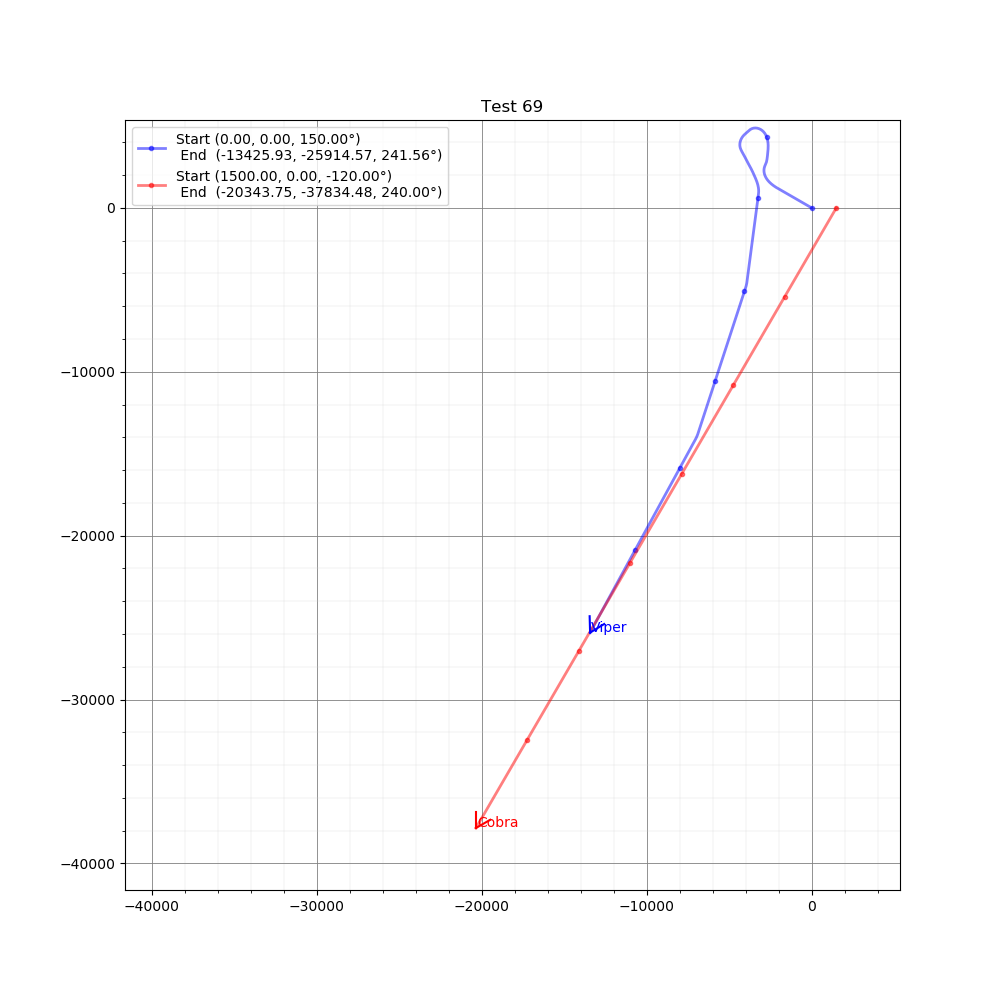 Test 69
Start (0.00, 0.00, 150.00°)
End (-13425.93, -25914.57, 241.56°)
Start (1500.00, 0.00, -120.00°)
End (-20343.75, -37834.48, 240.00°)
0
−10000
−20000
−30000
−40000
Viper
Cobra
−40000 −30000 −20000 −10000 0